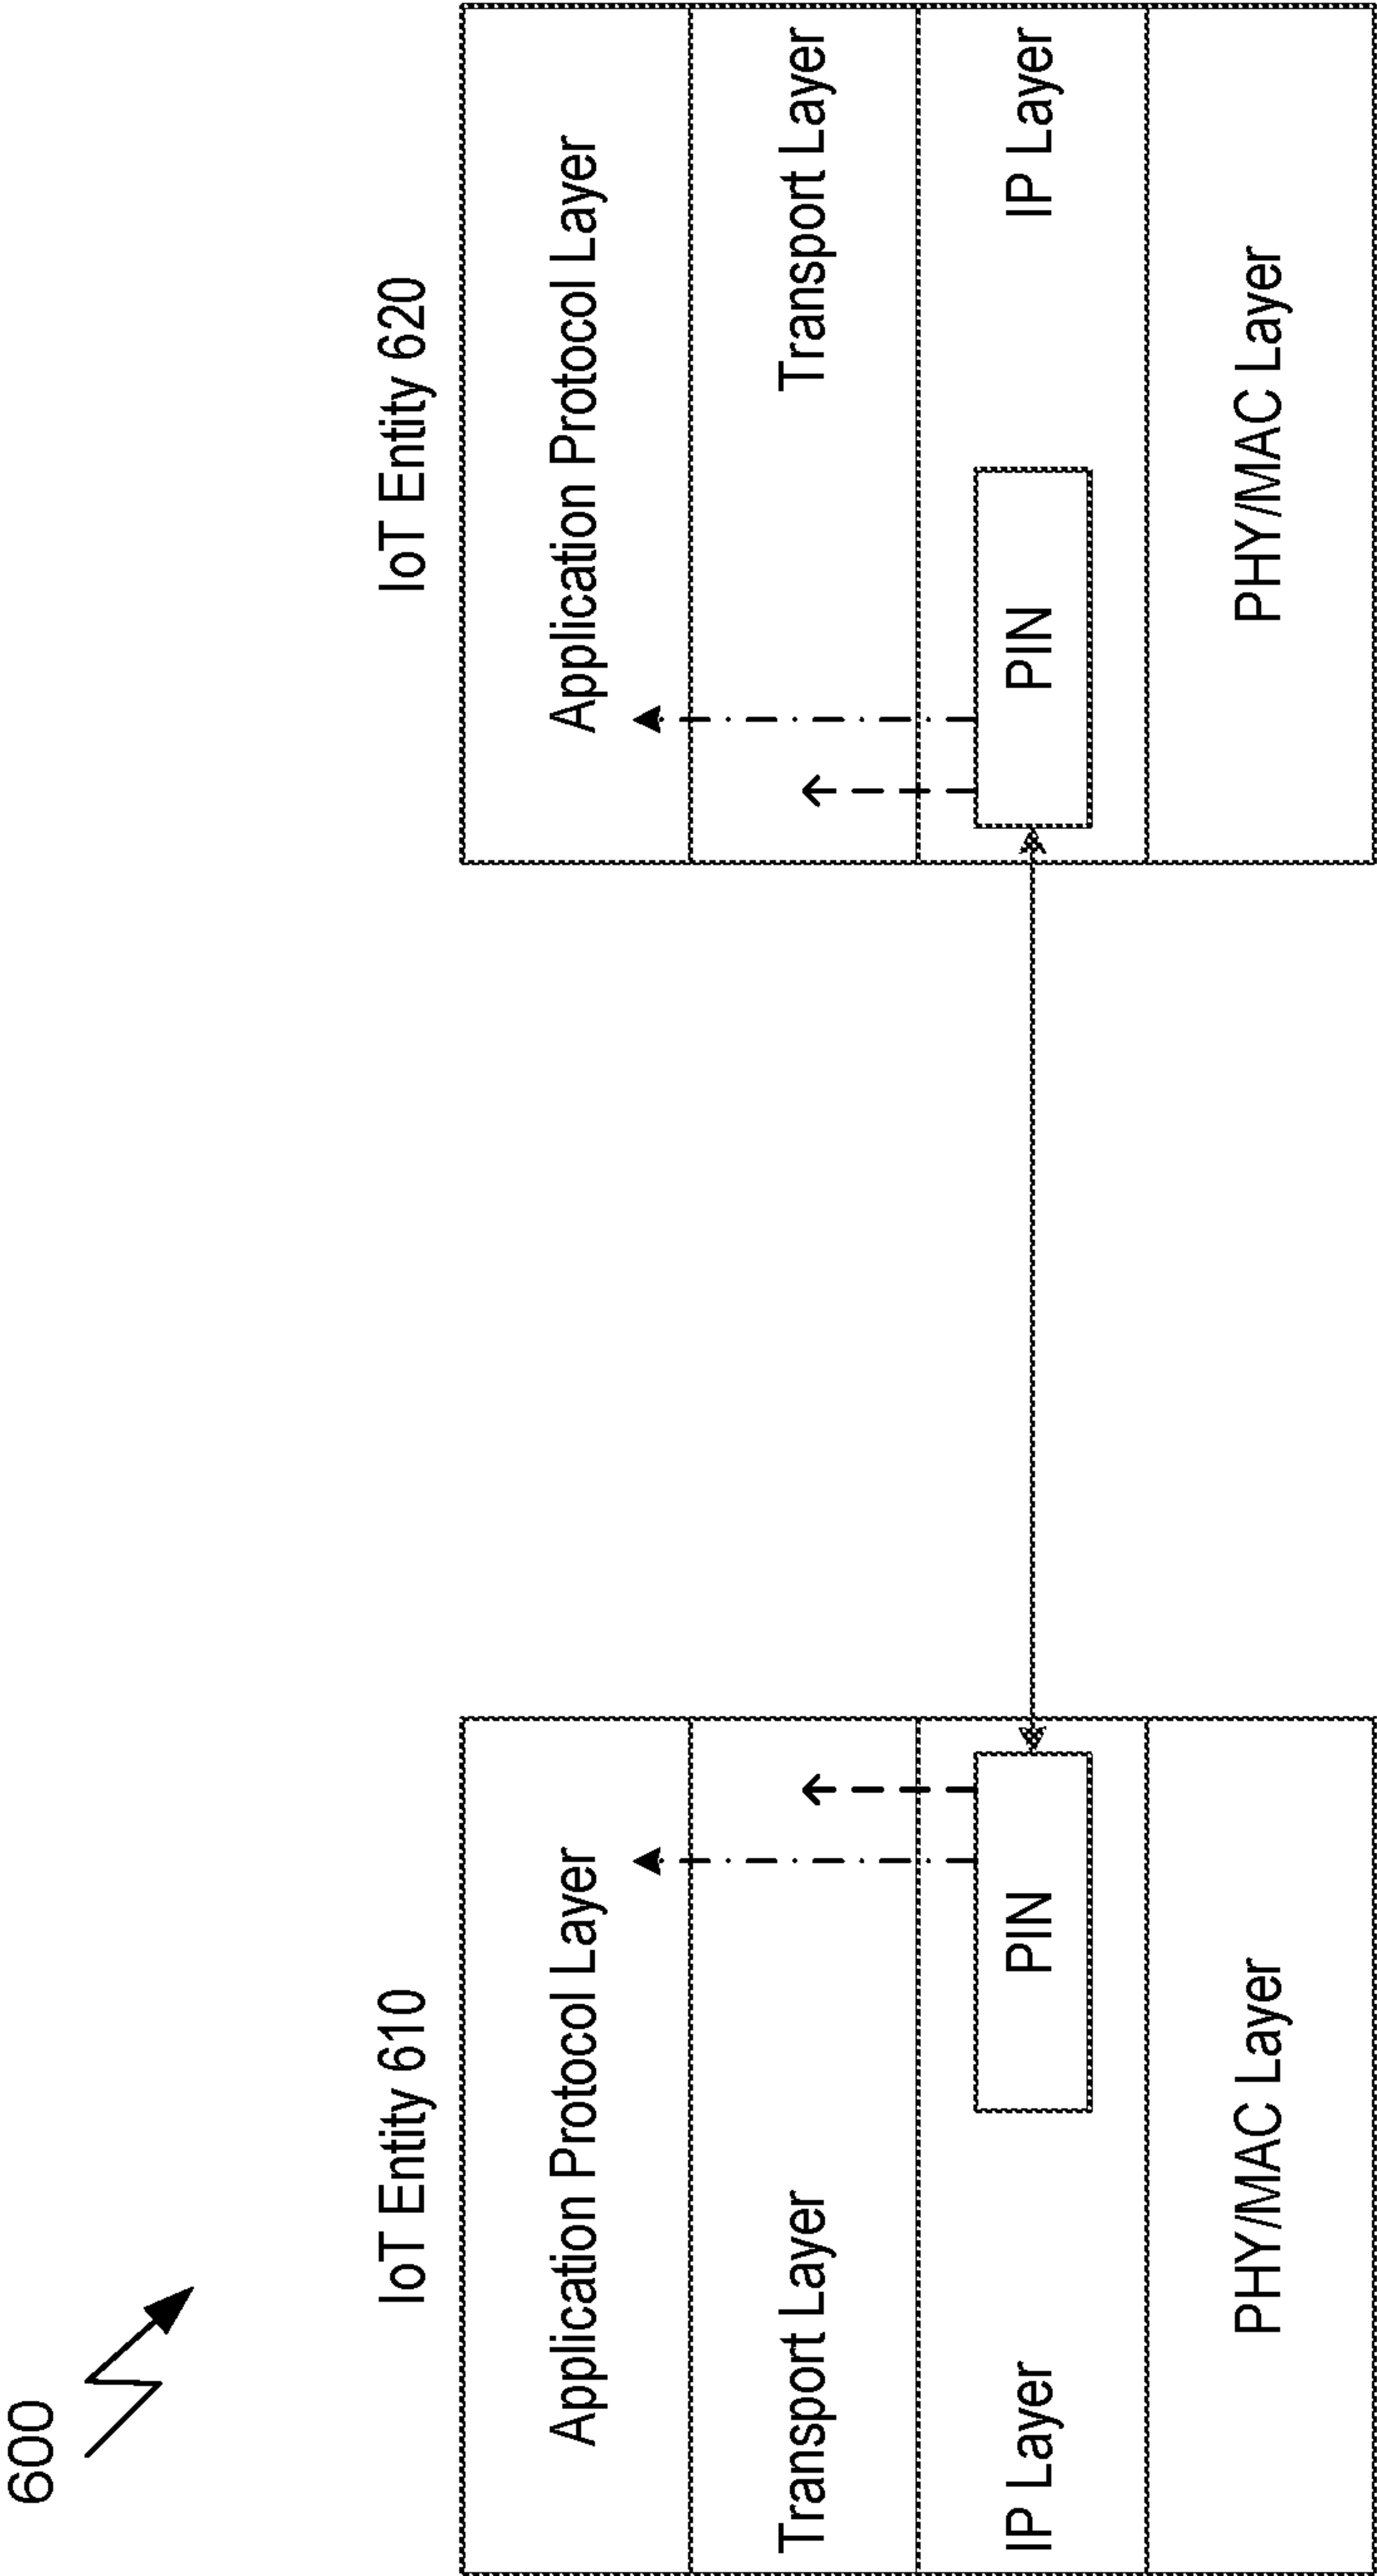 600
IoT Entity 610
Application Protocol Layer
Transport Layer
IP Layer
PIN
PHY/MAC Layer
IoT Entity 620
Application Protocol Layer
Transport Layer
PIN
IP Layer
PHY/MAC Layer